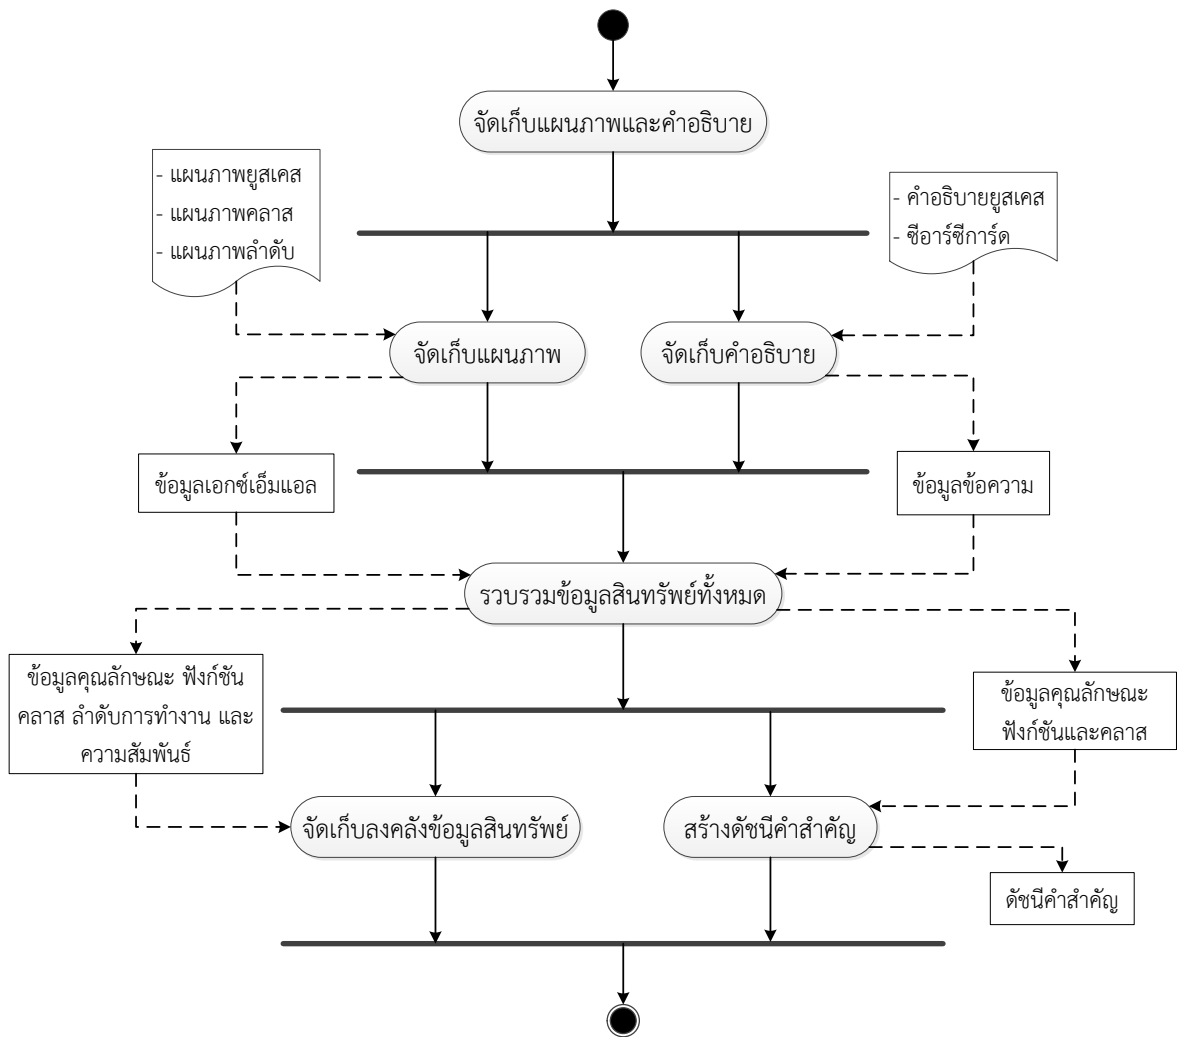 จัดเก็บแผนภาพและคำอธิบาย
- แผนภาพยูสเคส
- แผนภาพคลาส
- แผนภาพลำดับ
- คำอธิบายยูสเคส
- ซีอาร์ซีการ์ด
จัดเก็บแผนภาพ
จัดเก็บคำอธิบาย
ข้อมูลเอกซ์เอ็มแอล
ข้อมูลข้อความ
รวบรวมข้อมูลสินทรัพย์ทั้งหมด
ข้อมูลคุณลักษณะ ฟังก์ชัน
คลาส ลำดับการทำงาน และ
ความสัมพันธ์
ข้อมูลคุณลักษณะ
ฟังก์ชันและคลาส
จัดเก็บลงคลังข้อมูลสินทรัพย์
สร้างดัชนีคำสำคัญ
ดัชนีคำสำคัญ